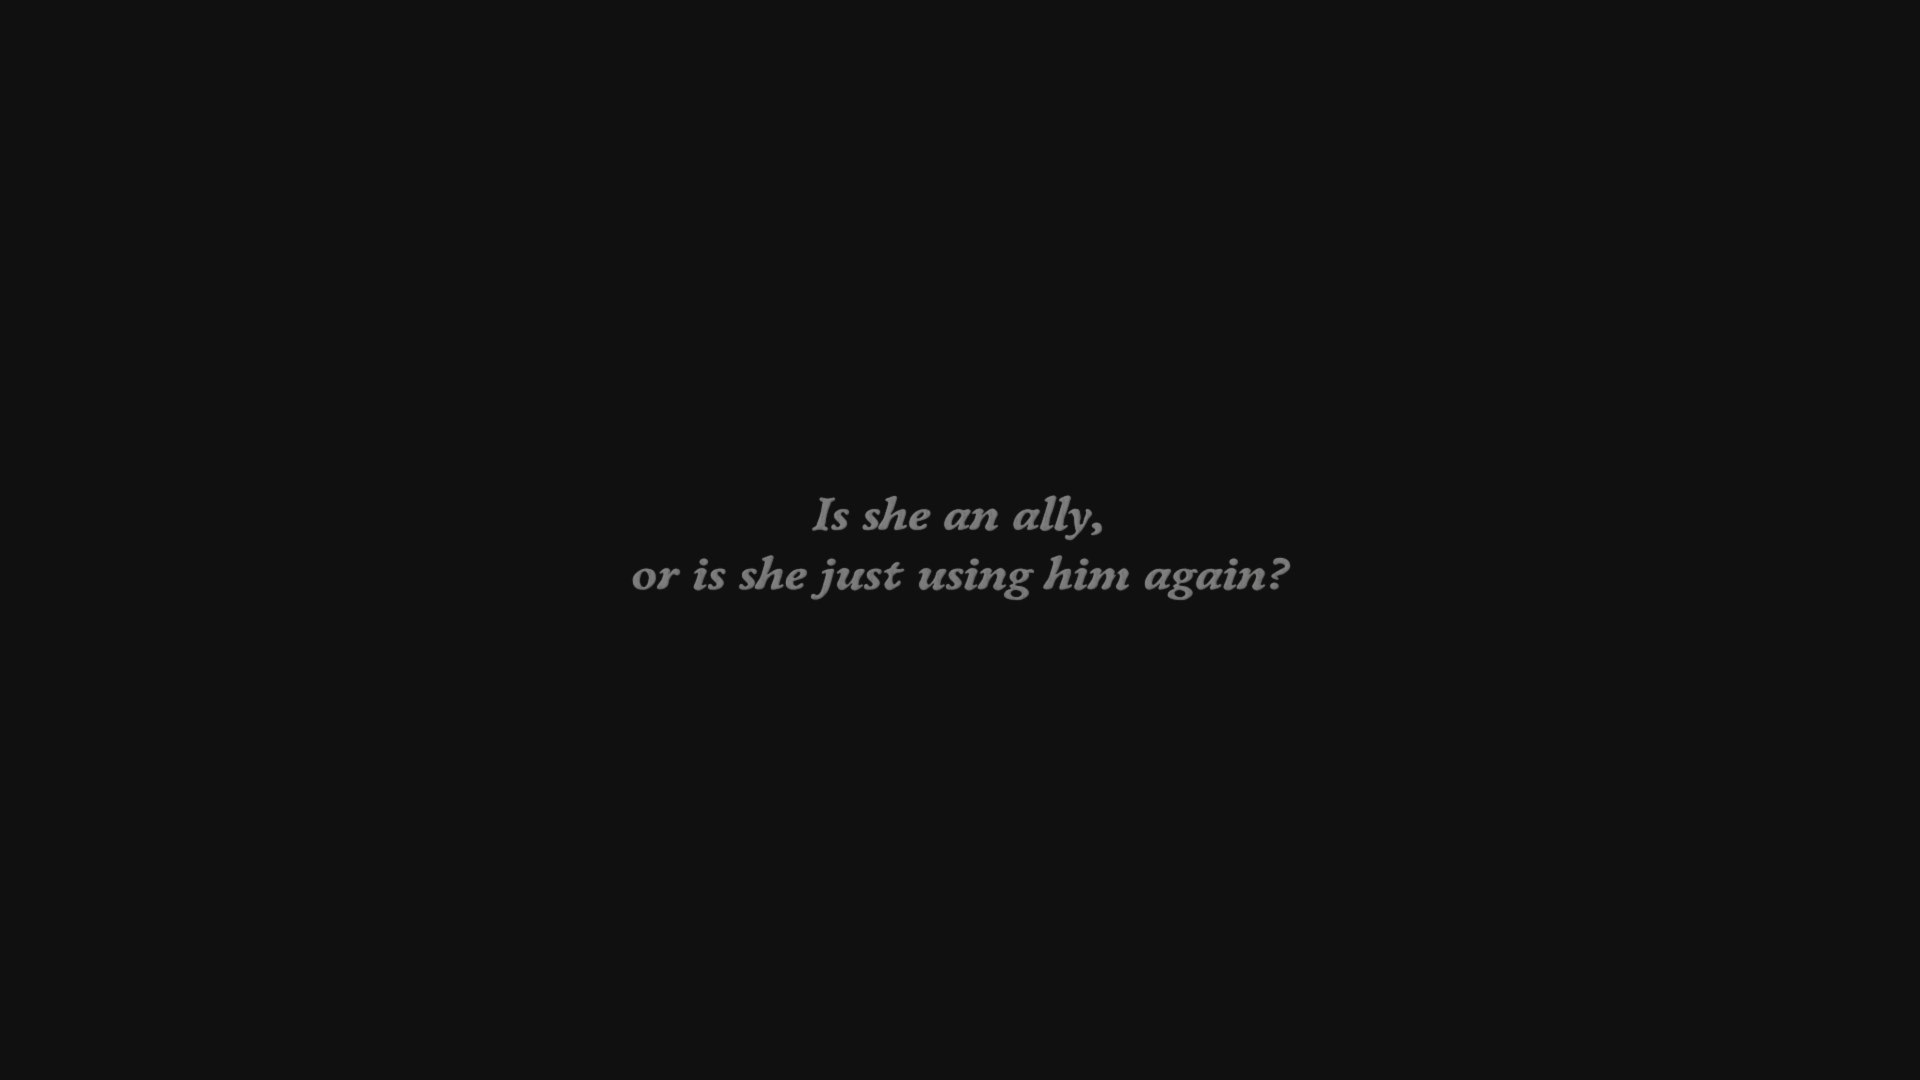 Is she an ally,
or is she just using him again?